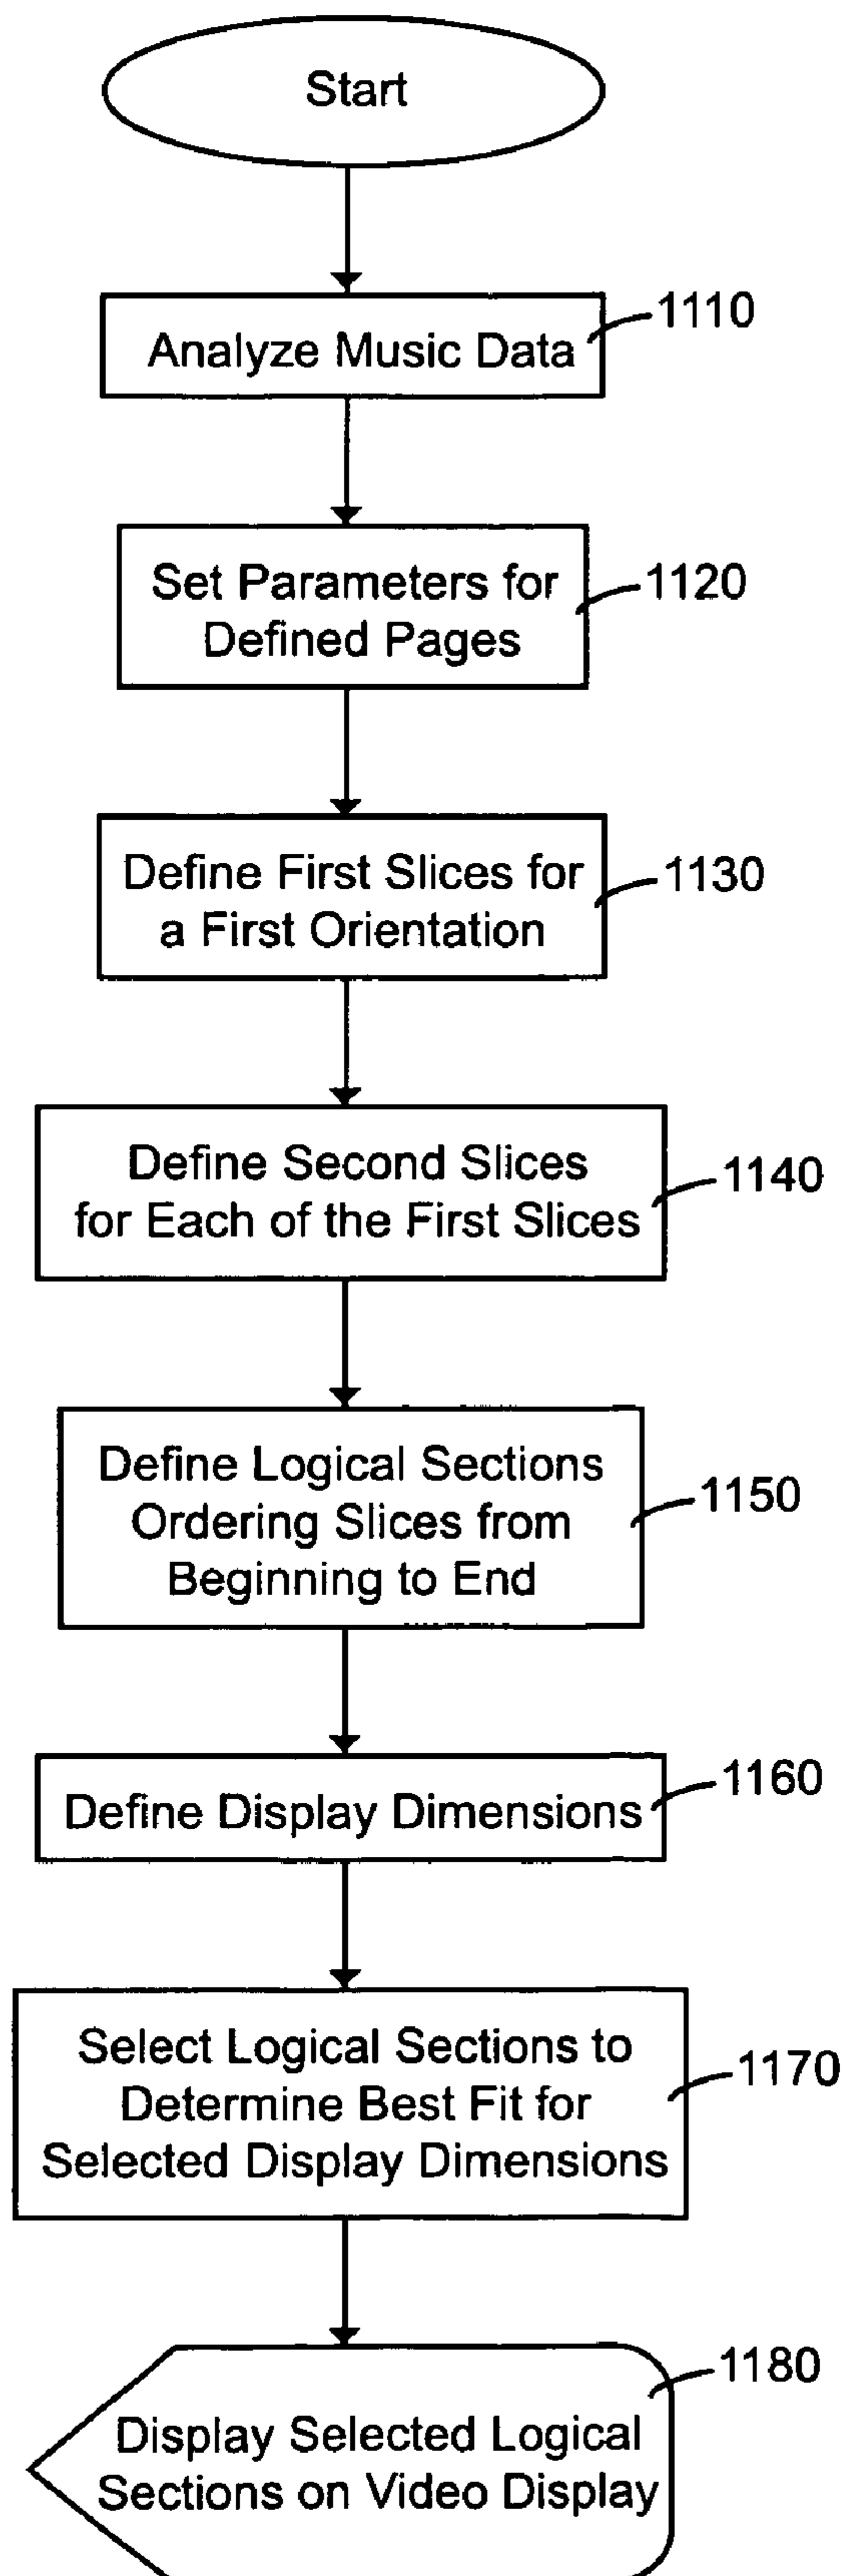 Start
1110
Analyze Music Data
Set Parameters for
1120
Defined Pages
Define First Slices for
1130
a First Orientation
Define Second Slices
1140
for Each of the First Slices
Define Logical Sections
1150
Ordering Slices from
Beginning to End
1160
Define Display Dimensions
Select Logical Sections to
1170
Determine Best Fit for
Selected Display Dimensions
1180
Display Selected Logical
Sections on Video Display